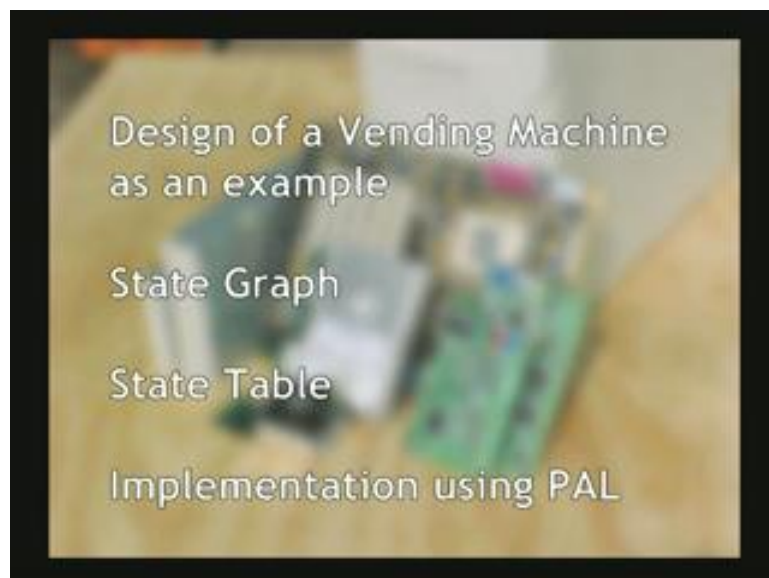 Design of a Vending Machine
as an example
State Graph
State Table
Implementation using PAL